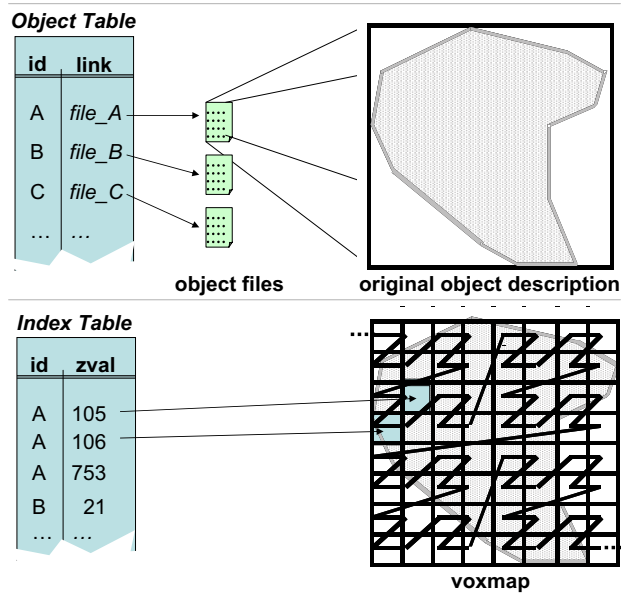 Object Table
id link
A file_A
B file_B
C file_C
... ...
object files
original object description
Index Table
id zval
A 105
A 106
A 753
B 21
... ...
...
...
voxmap